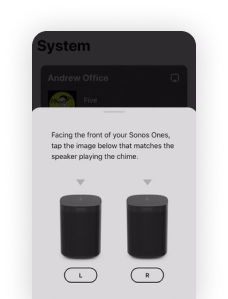 System
Andrew Office
Five
Facing the front of your Sonos Ones,
tap the image below that matches the
speaker playing the chime.
L
R